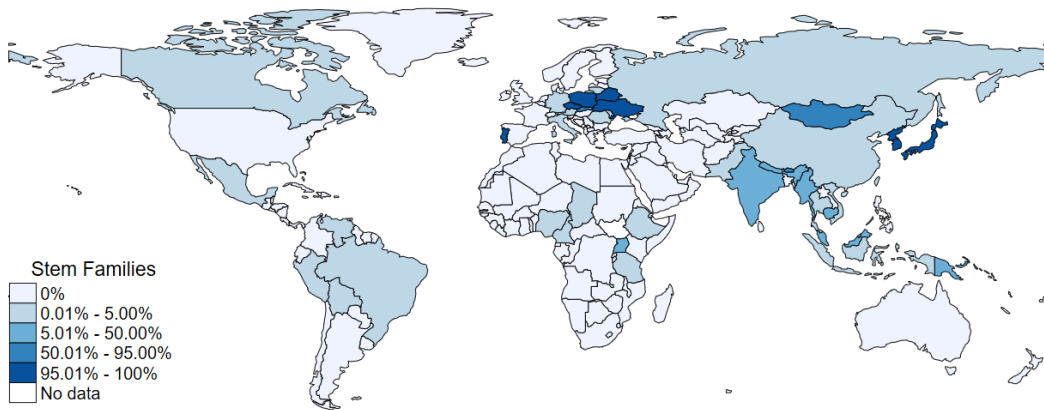 Stem Families
0%
0.01% - 5.00%
5.01% - 50.00%
50.01% - 95.00%
95.01% - 100%
No data